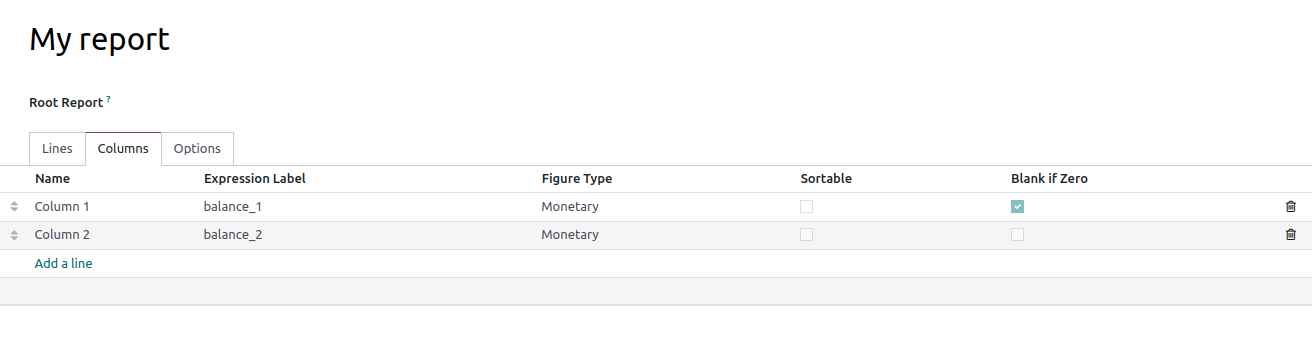 My report
Root Report ?
Lines Columns Options
Name Expression Label Figure Type Sortable Blank if Zero
Column 1 balance_1 Monetary
Column 2 balance_2 Monetary
Add a line